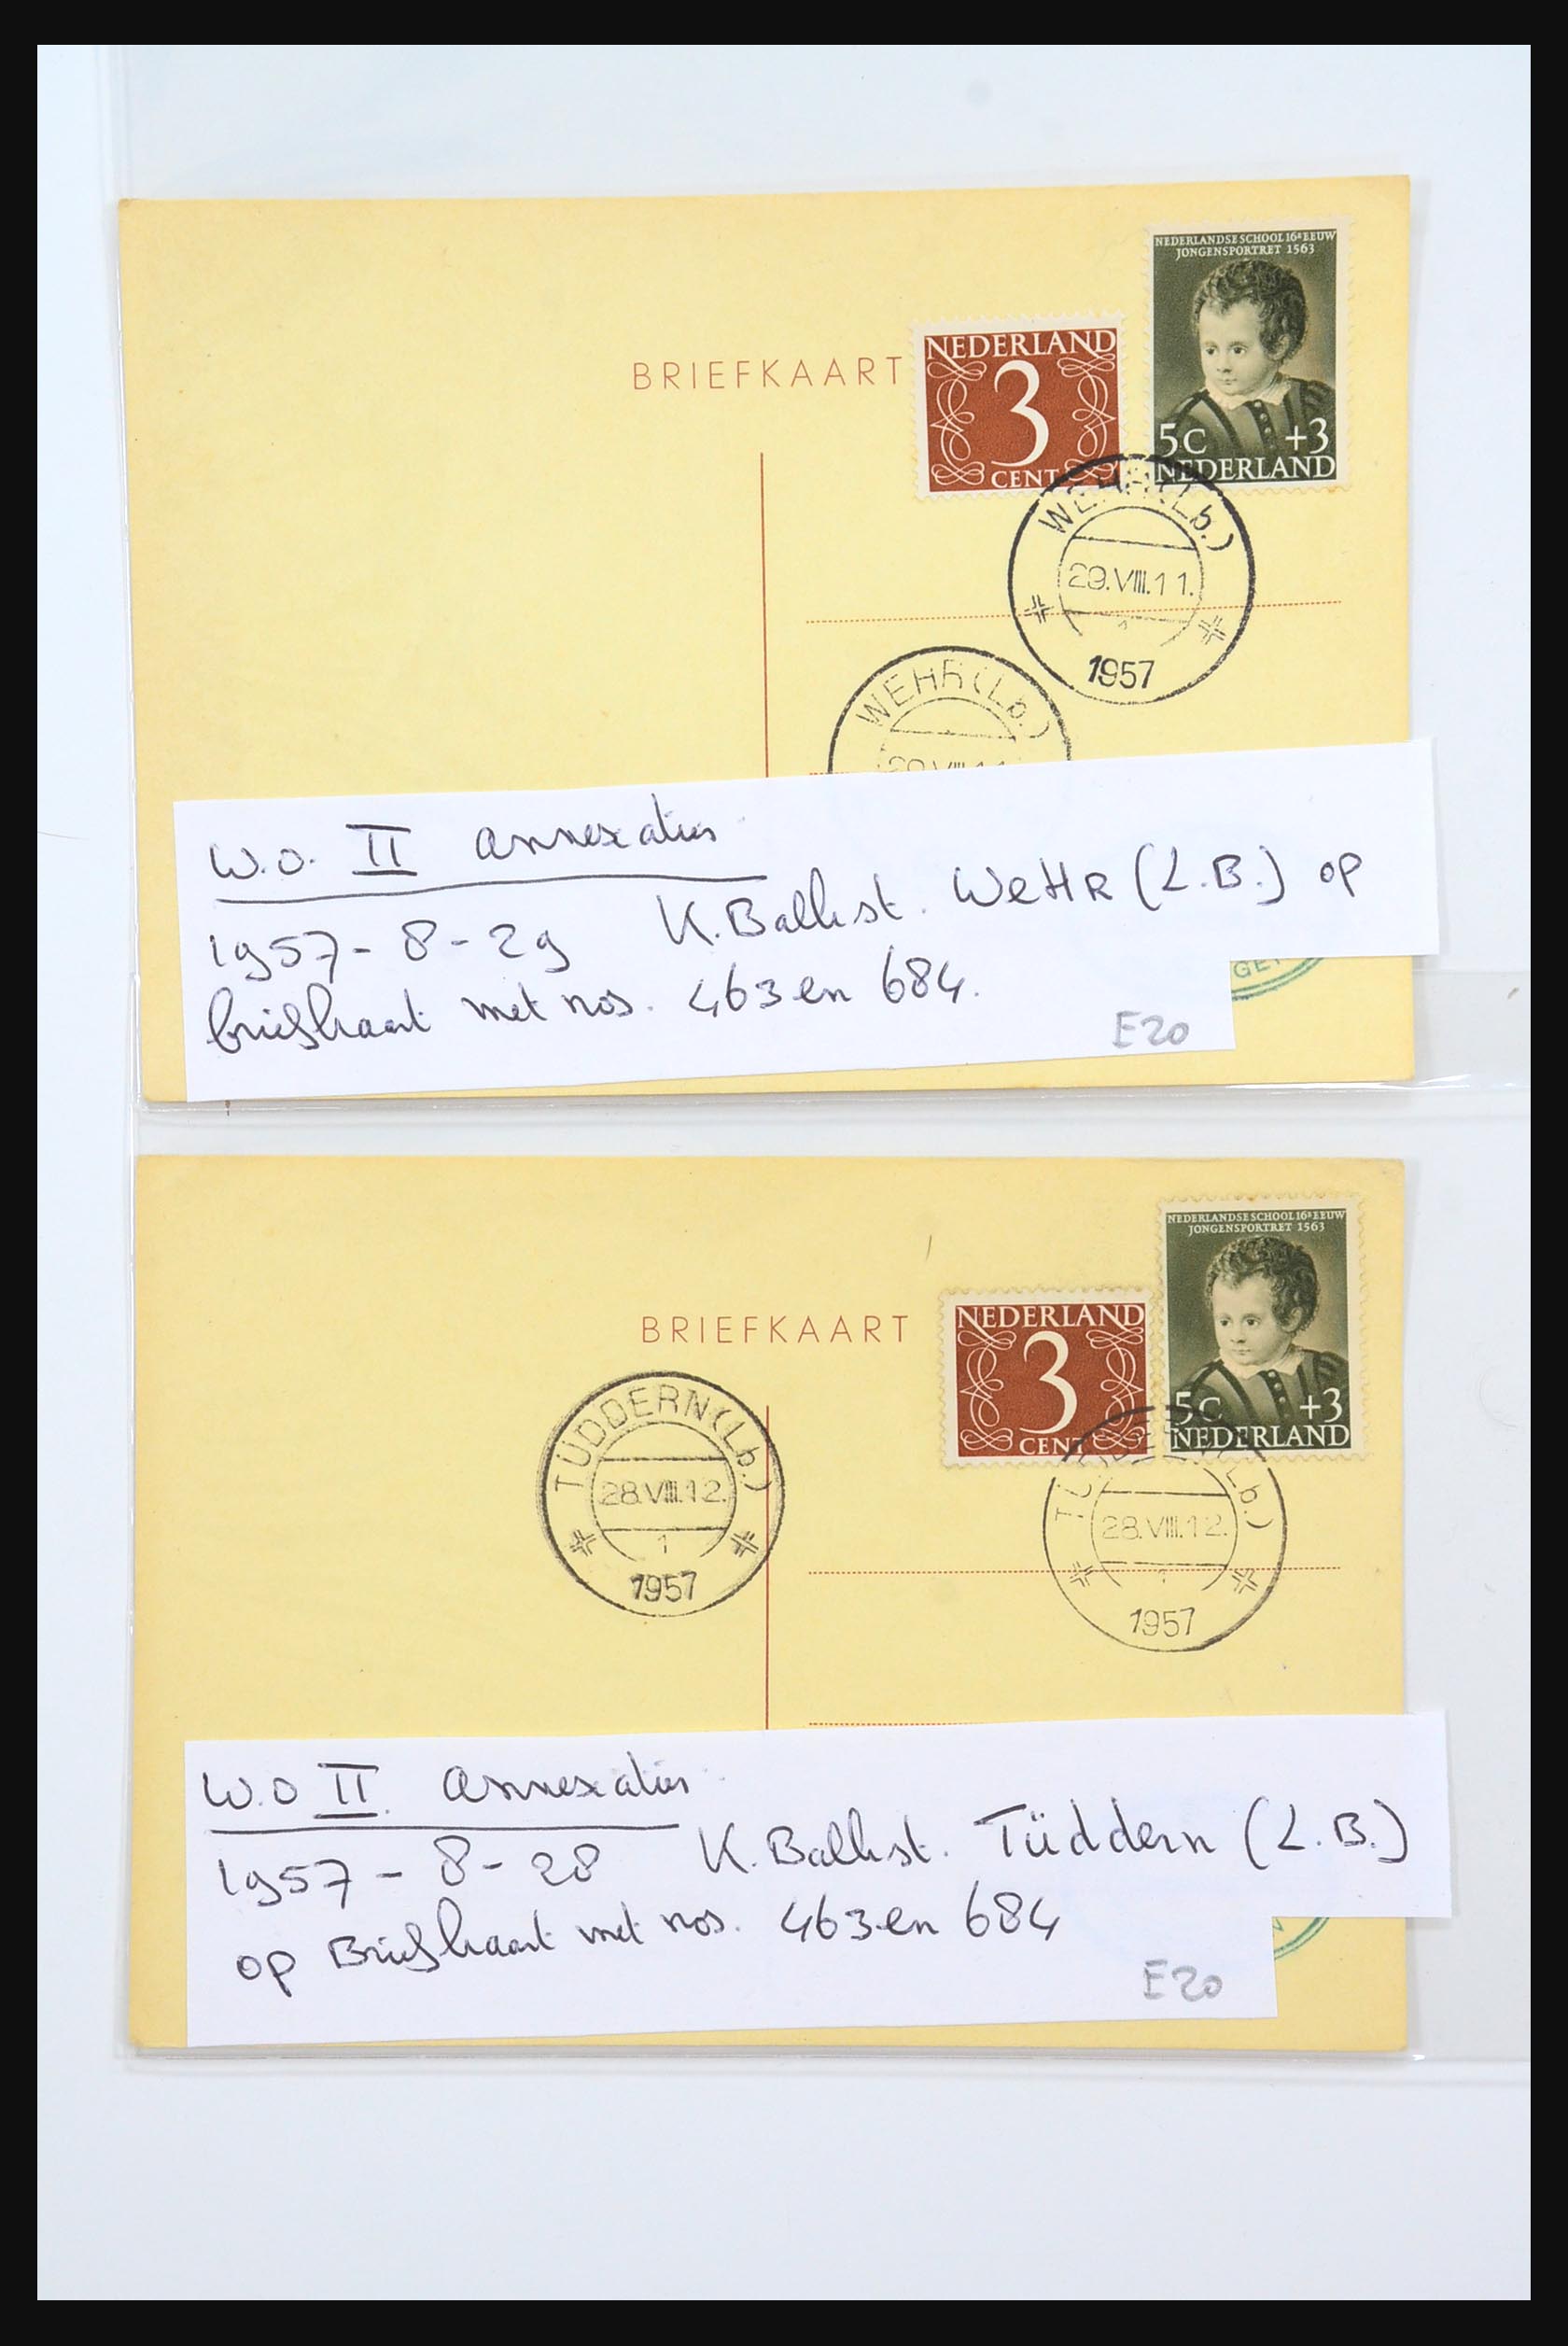 NEDERLANDSE SCHOOL 16E EEUW
JONGENSPORTRET 1563
NEDERLAND
3
CENT
BRIEFKAART
5C +3
NEDERLAND
WEHR (Lb.)
29.VIII.11.
1957
WEHR (Lb.)
W.O. II annexaties
1957-8-29 K.Balkst. WEHR (L.B.) op
briefkaart met nos. 463 en 684.
E20
NEDERLANDSE SCHOOL 16E EEUW
JONGENSPORTRET 1563
NEDERLAND
3
CENT
BRIEFKAART
5C +3
NEDERLAND
TÜDDERN (Lb.)
28.VIII.12.
1
1957
28.VIII.12.
1957
W.O II annexaties
1957-8-28 K.Balkst. Tüddern (L.B.)
op Briefkaart met nos. 463 en 684
E20